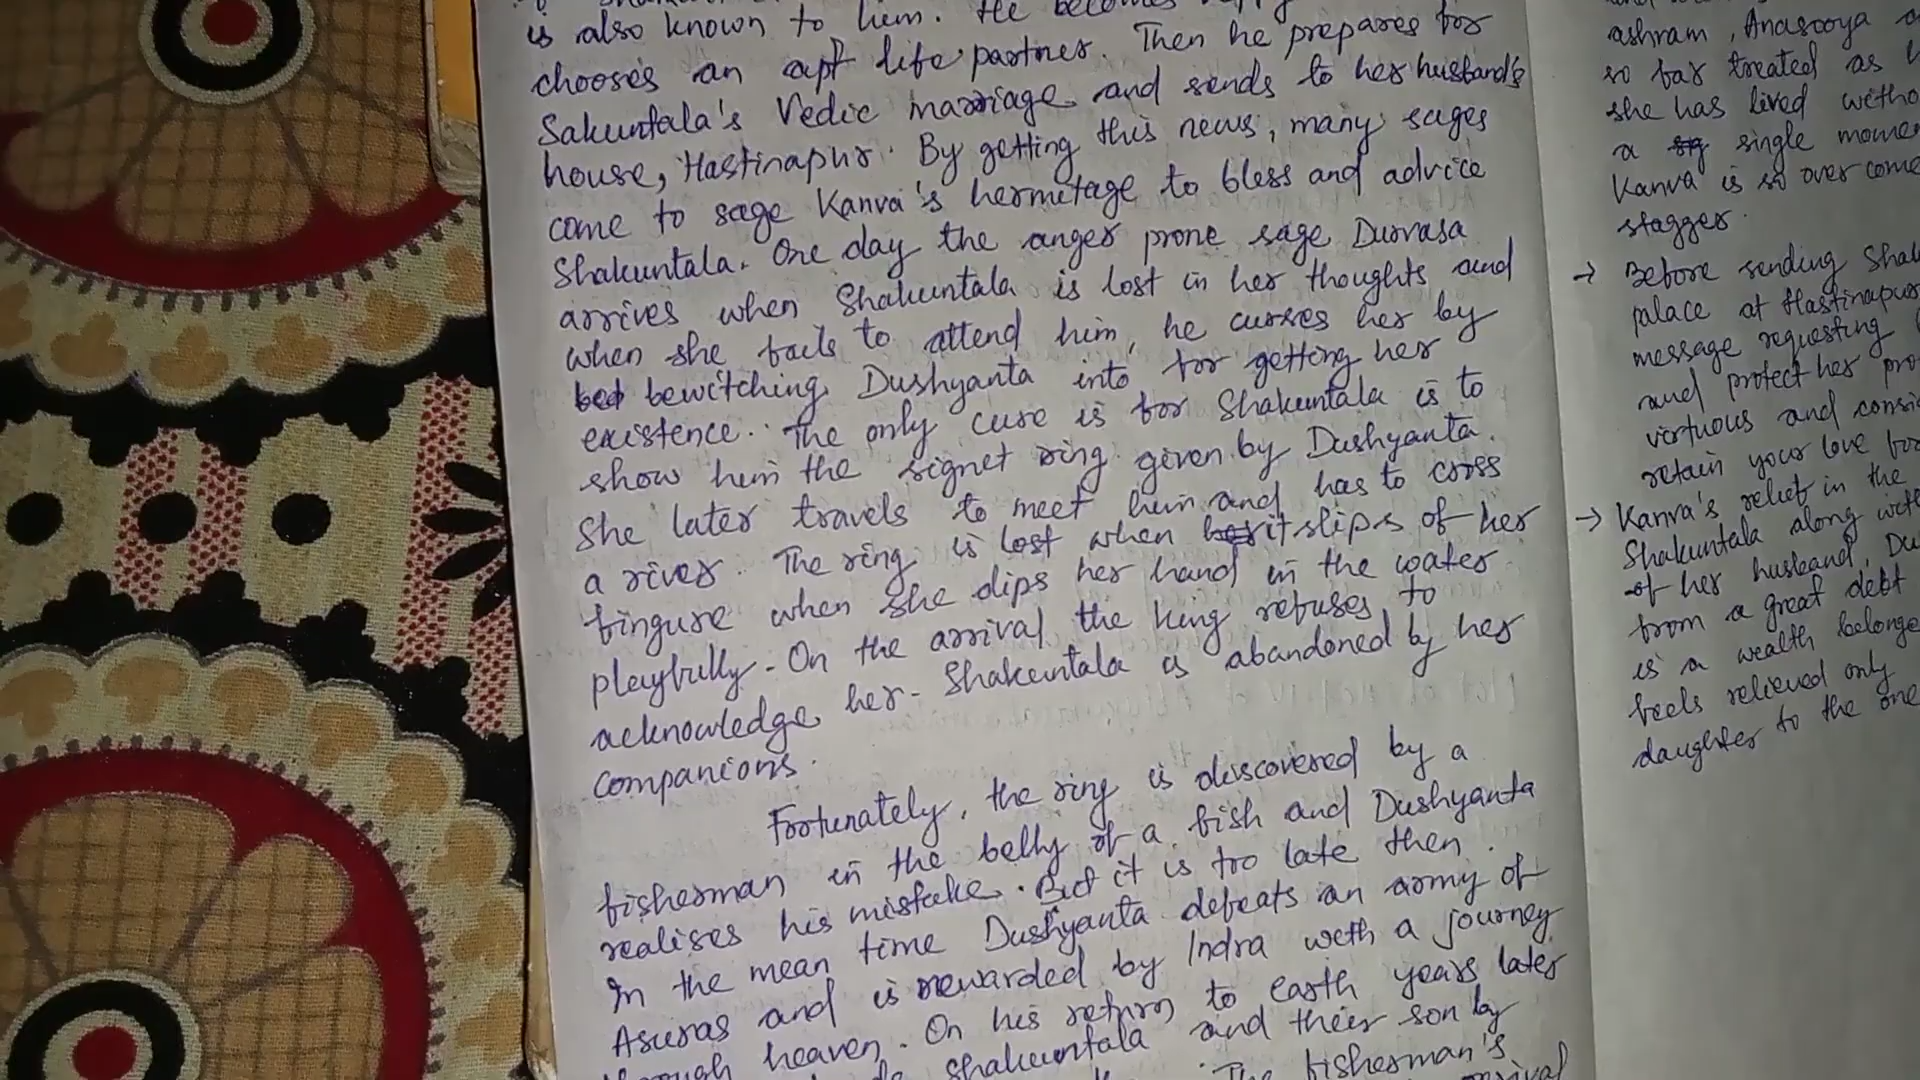 is also known to him. He becomes
chooses an apt life partner. Then he prepares for
Sakuntala's Vedic marriage and sends to her husband's
house, Hastinapur. By getting this news, many sages
come to sage Kanva's hermitage to bless and advice
Shakuntala. One day the anger prone sage Durvasa
arrives when Shakuntala is lost in her thoughts and
when she fails to attend him, he curses her by
bewitching Dushyanta into for getting her
existence. The only cure is for Shakuntala is to
show him the signet ring given by Dushyanta.
She later travels to meet him and has to cross
a river. The ring is lost when it slips of her
fingure when she dips her hand in the water
playfully. On the arrival the king refuses to
acknowledge her. Shakuntala is abandoned by her
companions.
Fortunately, the ring is discovered by a
fisherman in the belly of a fish and Dushyanta
realises his mistake. But it is too late then.
In the mean time Dushyanta defeats an army of
Asuras and is rewarded by Indra with a journey
through heaven. On his return to earth years later
Shakuntala and their son by
The fisherman's
ashram, Anasooya
so far treated as
she has lived
a single
Kanva is so over come
stagger.
→ Before sending
palace at Hastinapur
message requesting
and protect her
virtuous and
retain your love for
→ Kanva's relief in the
Shakuntala along with
of her husband,
from a great debt
is a wealth
feels relieved only
daughter to the one